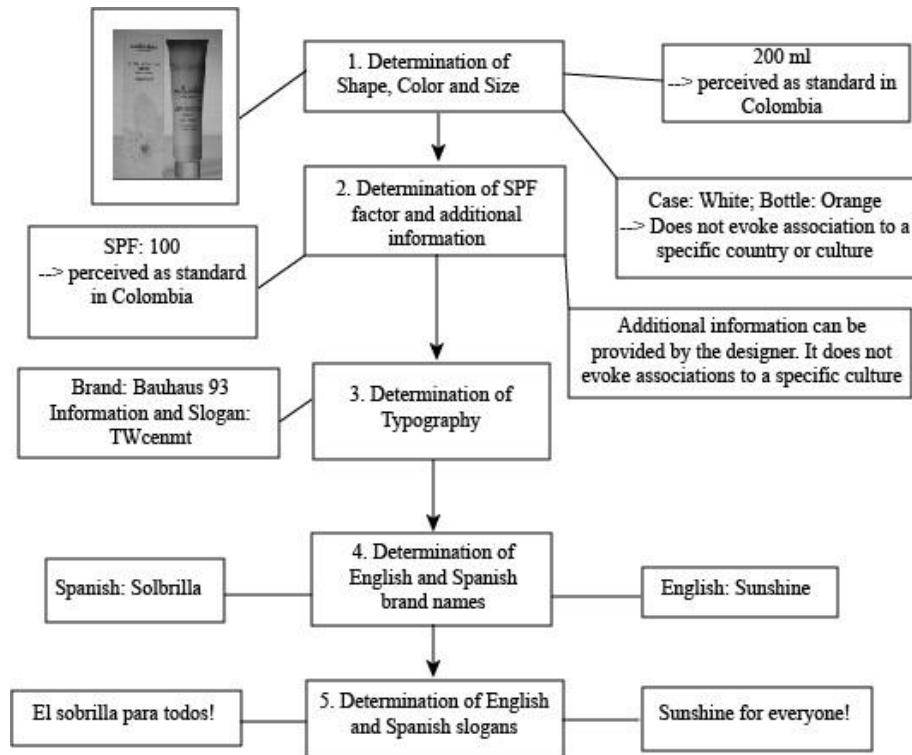 1. Determination of
Shape, Color and Size
200 ml
---> perceived as standard in
Colombia
Case: White; Bottle: Orange
---> Does not evoke association to a
specific country or culture
2. Determination of SPF
factor and additional
information
SPF: 100
---> perceived as standard
in Colombia
Additional information can be
provided by the designer. It does not
evoke associations to a specific culture
Brand: Bauhaus 93
Information and Slogan:
TWcenmt
3. Determination of
Typography
4. Determination of
English and Spanish
brand names
Spanish: Solbrilla
English: Sunshine
5. Determination of English
and Spanish slogans
El sobrilla para todos!
Sunshine for everyone!